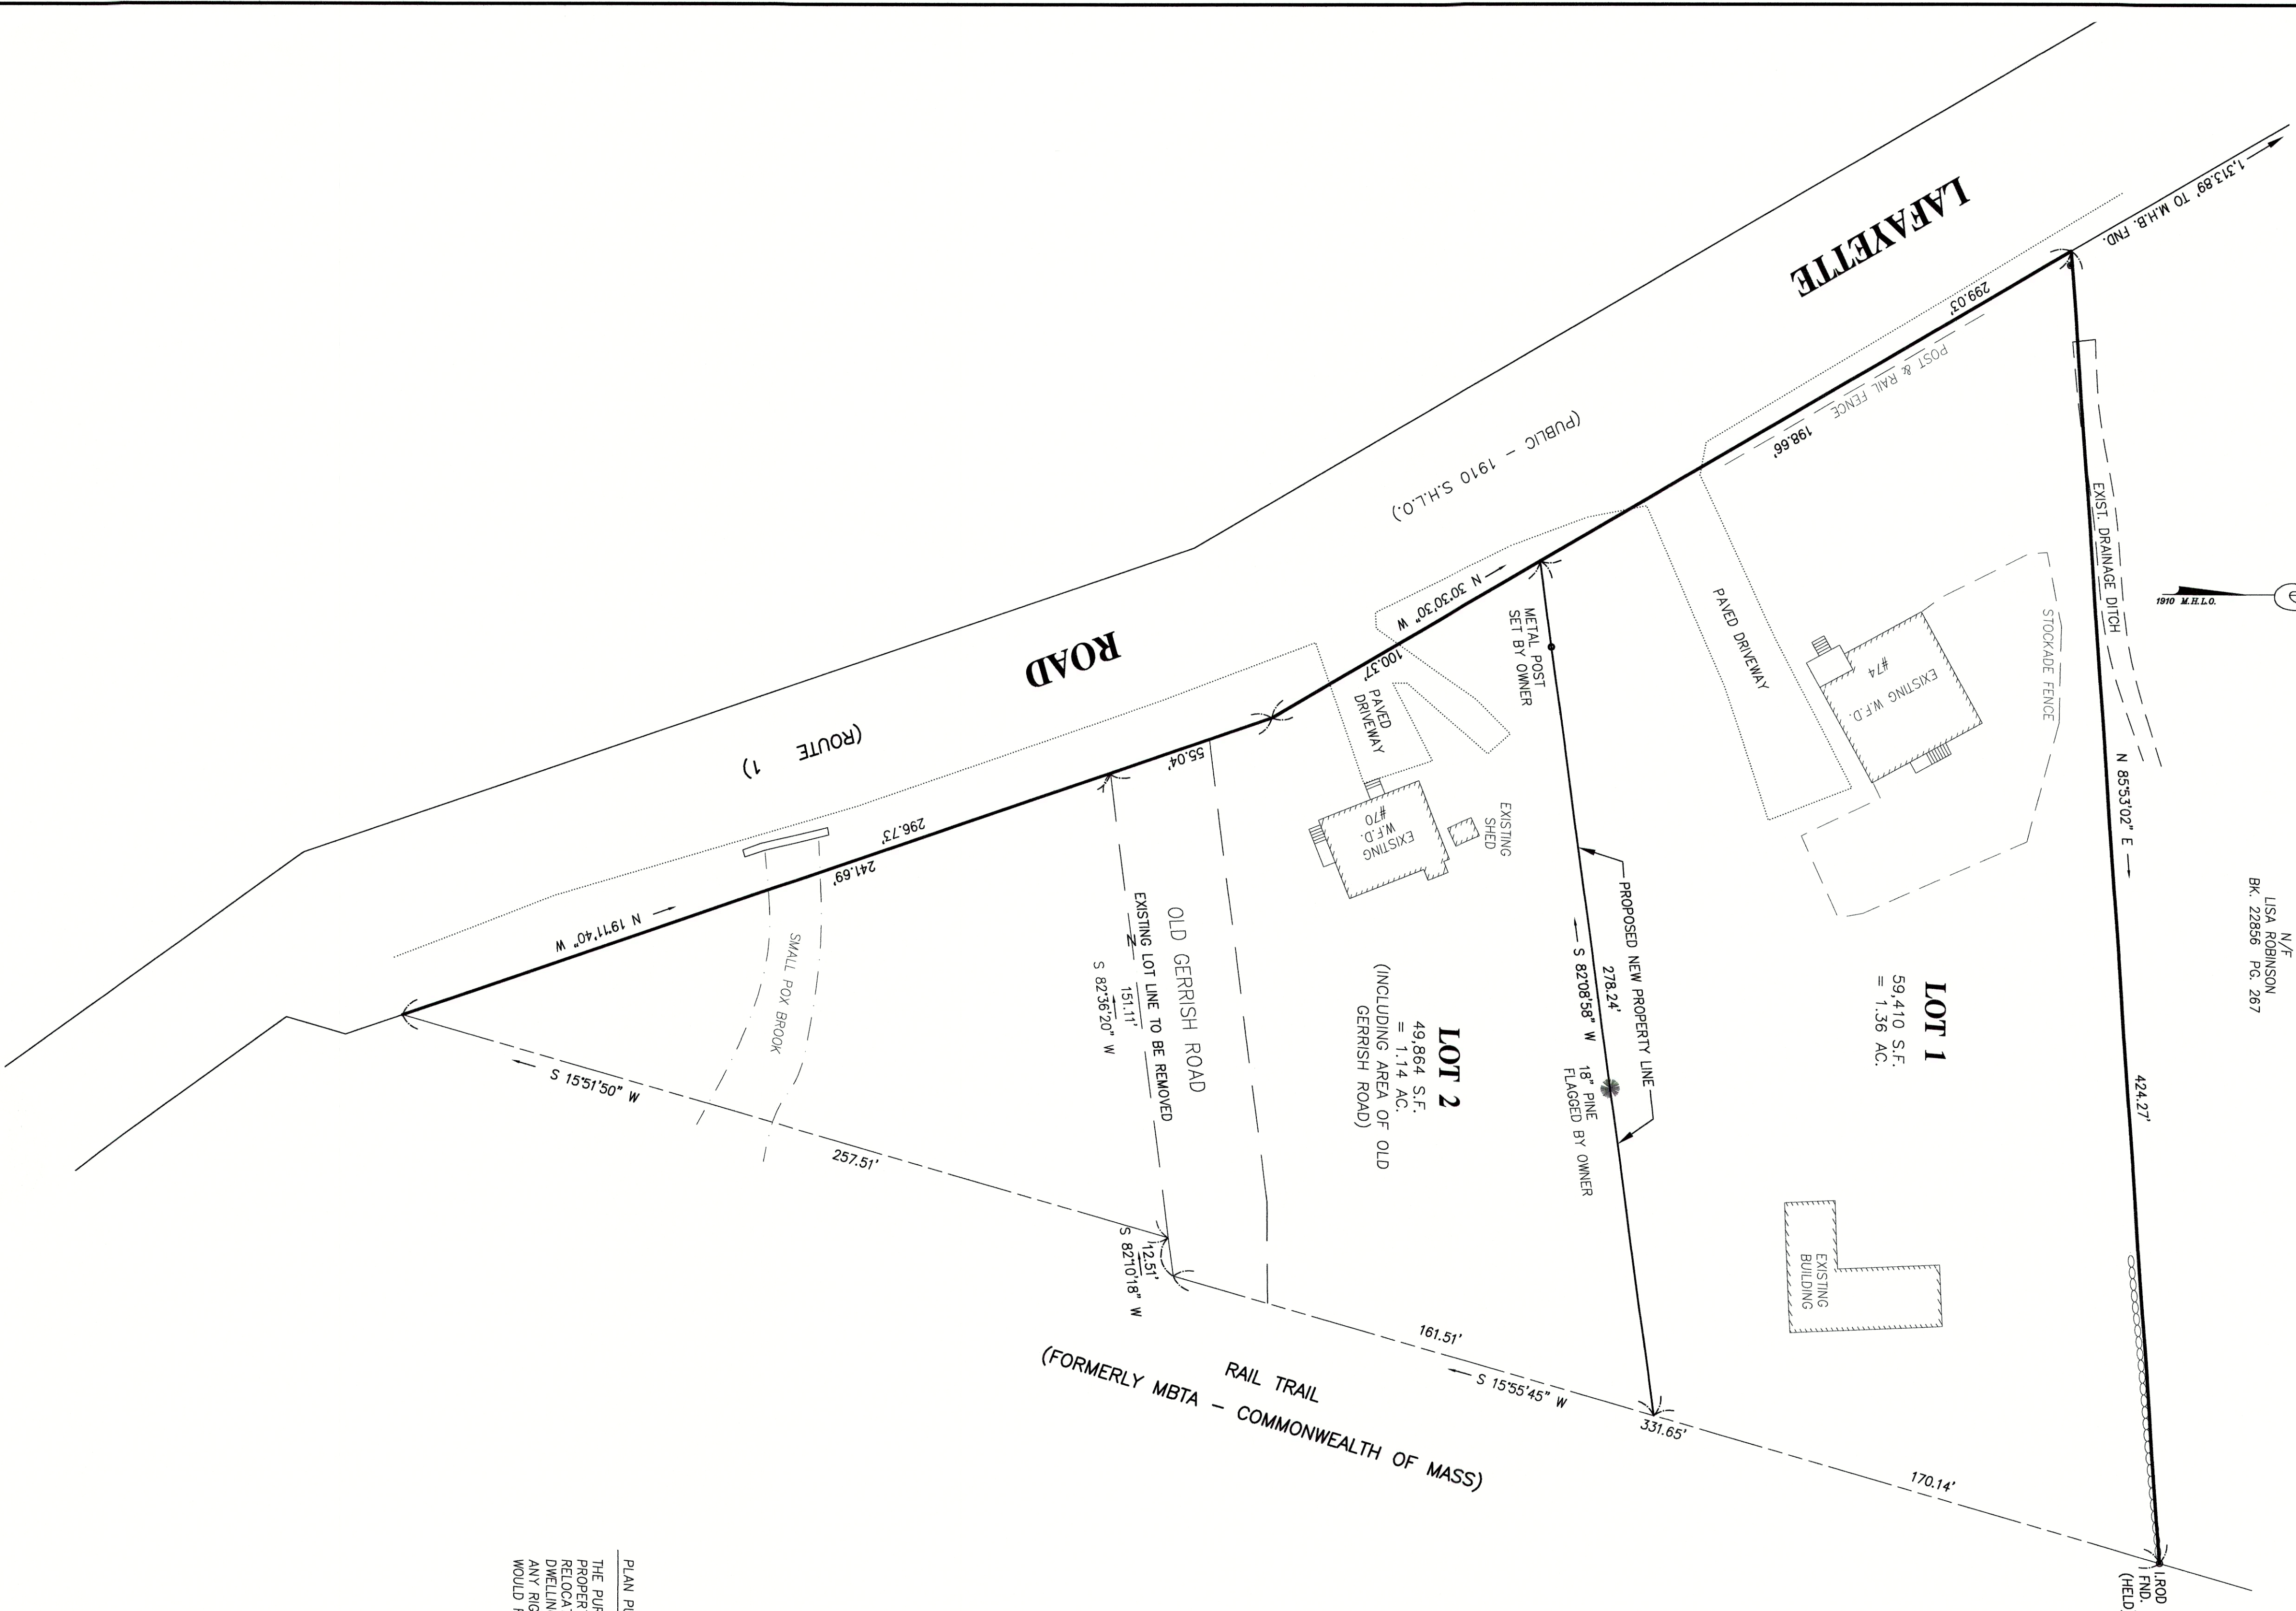 LAFAYETTE
ROAD
(PUBLIC - 1910 S.H.L.O.)
(ROUTE 1)
1,313.89' TO M.H.B. FND.
299.03'
POST & RAIL FENCE
198.66'
N 30°30'30" W
100.37'
55.04'
296.73'
241.69'
N 19°11'40" W
SMALL POX BROOK
S 15°51'50" W
257.51'
EXISTING LOT LINE TO BE REMOVED
151.11'
S 82°36'20" W
OLD GERRISH ROAD
12.51'
S 82°10'18" W
PAVED
DRIVEWAY
EXISTING
W.F.D.
#70
EXISTING
SHED
METAL POST
SET BY OWNER
PAVED DRIVEWAY
EXISTING W.F.D.
#74
STOCKADE FENCE
EXIST. DRAINAGE DITCH
N 85°53'02" E
424.27'
1910 M.H.L.O.
N/F
LISA ROBINSON
BK. 22856 PG. 267
PROPOSED NEW PROPERTY LINE
278.24'
S 82°08'58" W
18" PINE
FLAGGED BY OWNER
LOT 1
59,410 S.F.
= 1.36 AC.
LOT 2
49,864 S.F.
= 1.14 AC.
(INCLUDING AREA OF OLD
GERRISH ROAD)
EXISTING
BUILDING
161.51'
S 15°55'45" W
331.65'
170.14'
RAIL TRAIL
(FORMERLY MBTA - COMMONWEALTH OF MASS)
I.ROD
FND.
(HELD
PLAN
THE
ANY
WOULD